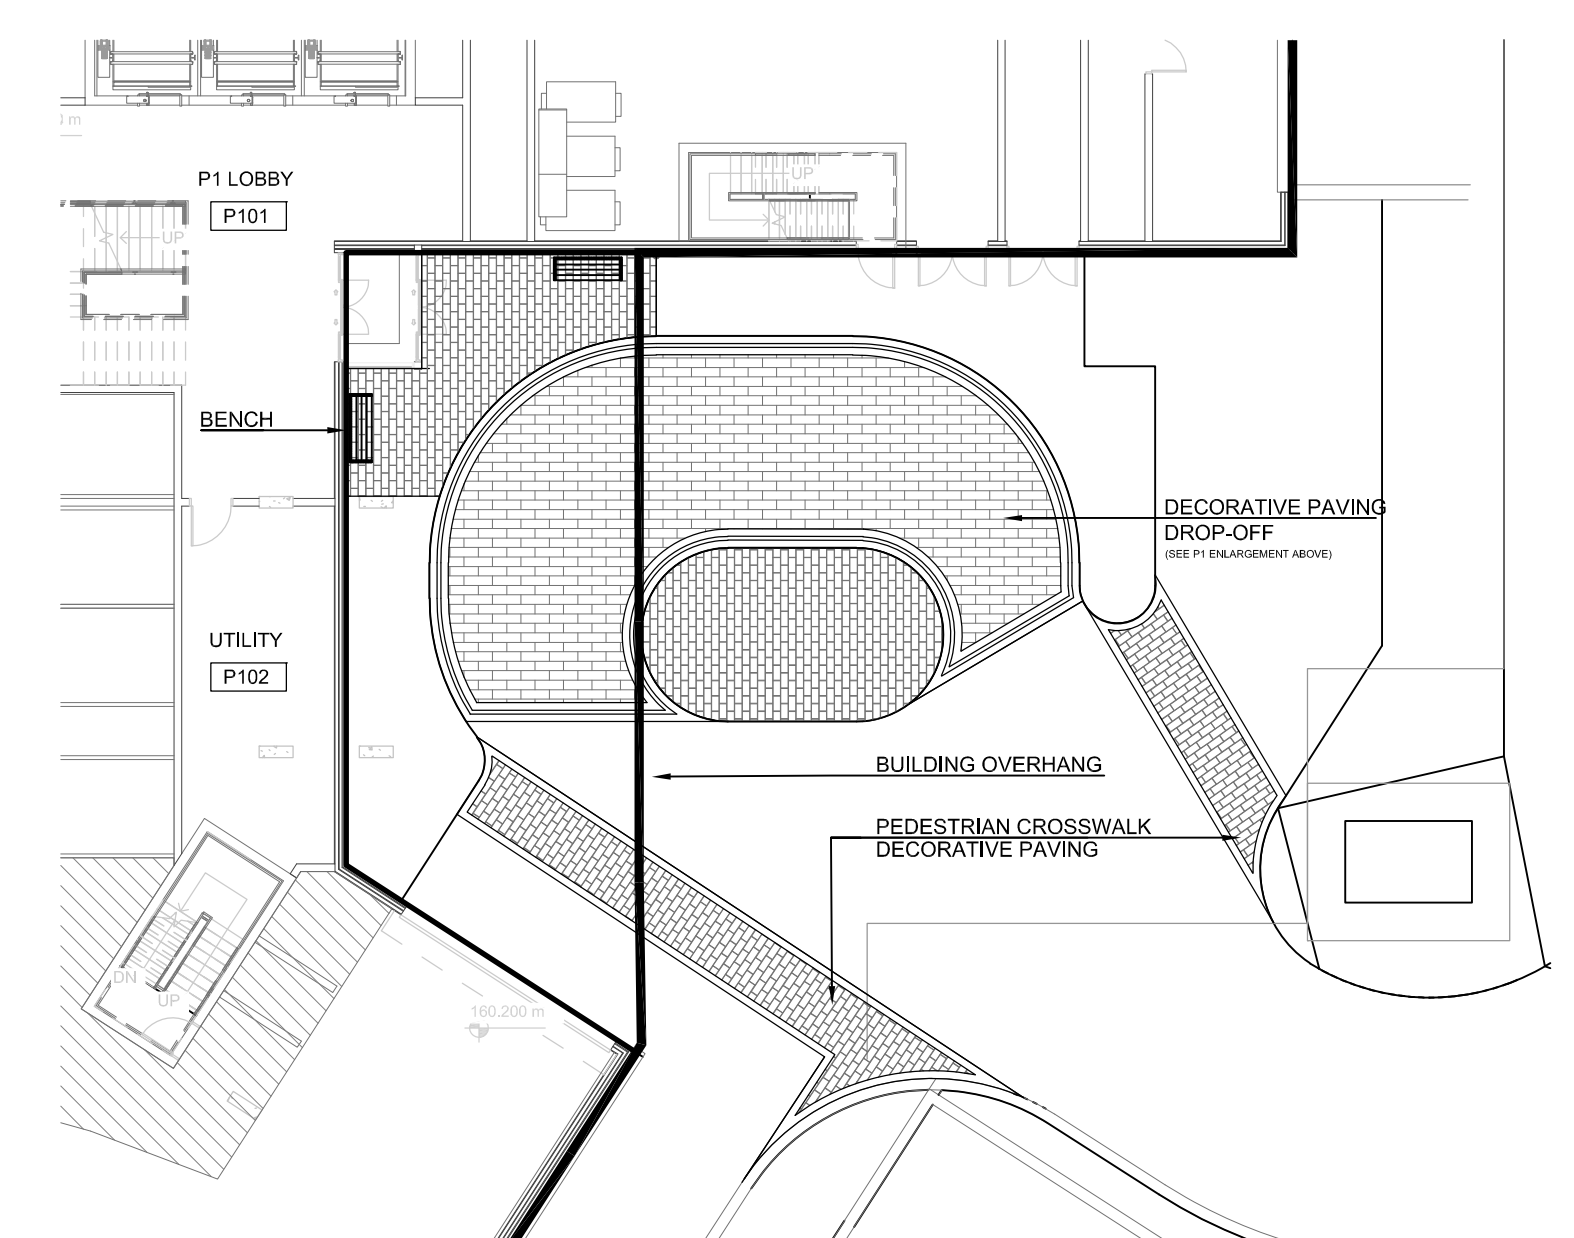 0 m
P1 LOBBY
P101
UP
UP
BENCH
DECORATIVE PAVING
DROP-OFF
(SEE P1 ENLARGEMENT ABOVE)
UTILITY
P102
BUILDING OVERHANG
PEDESTRIAN CROSSWALK
DECORATIVE PAVING
DN
UP
160.200 m